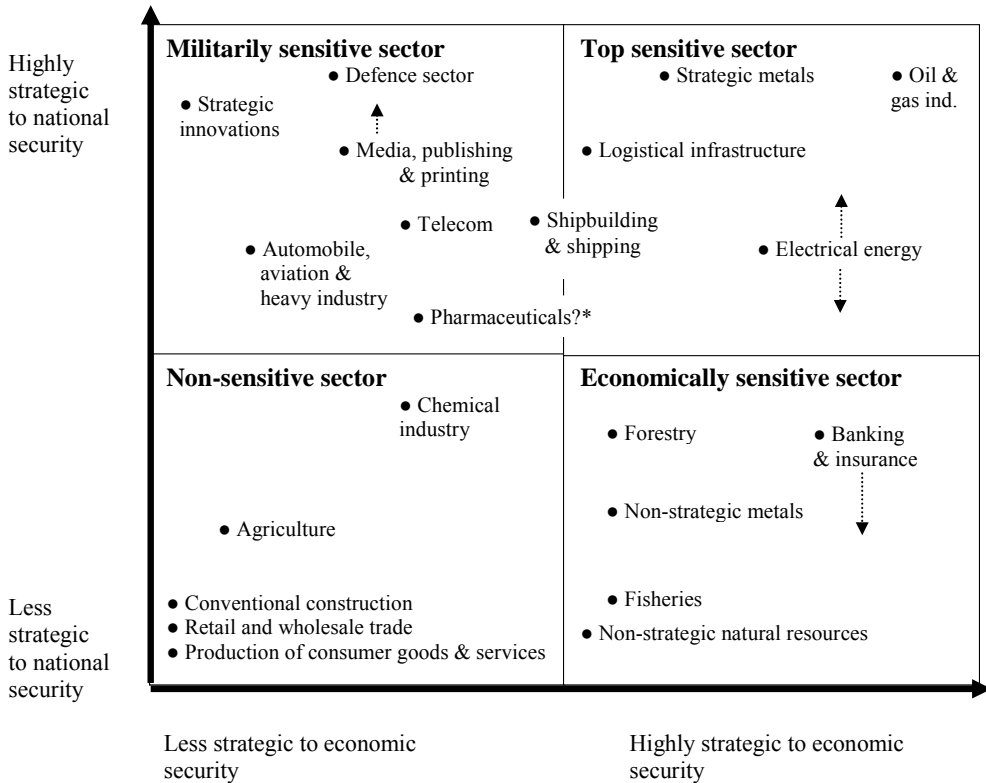 Highly
strategic
to national
security
Militarily sensitive sector
● Defence sector
● Strategic
innovations
● Media, publishing
& printing
● Telecom
● Shipbuilding
& shipping
● Automobile,
aviation &
heavy industry
● Pharmaceuticals?*
Top sensitive sector
● Strategic metals
● Oil &
gas ind.
● Logistical infrastructure
● Electrical energy
Non-sensitive sector
● Chemical
industry
● Agriculture
● Conventional construction
● Retail and wholesale trade
● Production of consumer goods & services
Economically sensitive sector
● Forestry
● Banking
& insurance
● Non-strategic metals
● Fisheries
● Non-strategic natural resources
Less
strategic
to national
security
Less strategic to economic
security
Highly strategic to economic
security